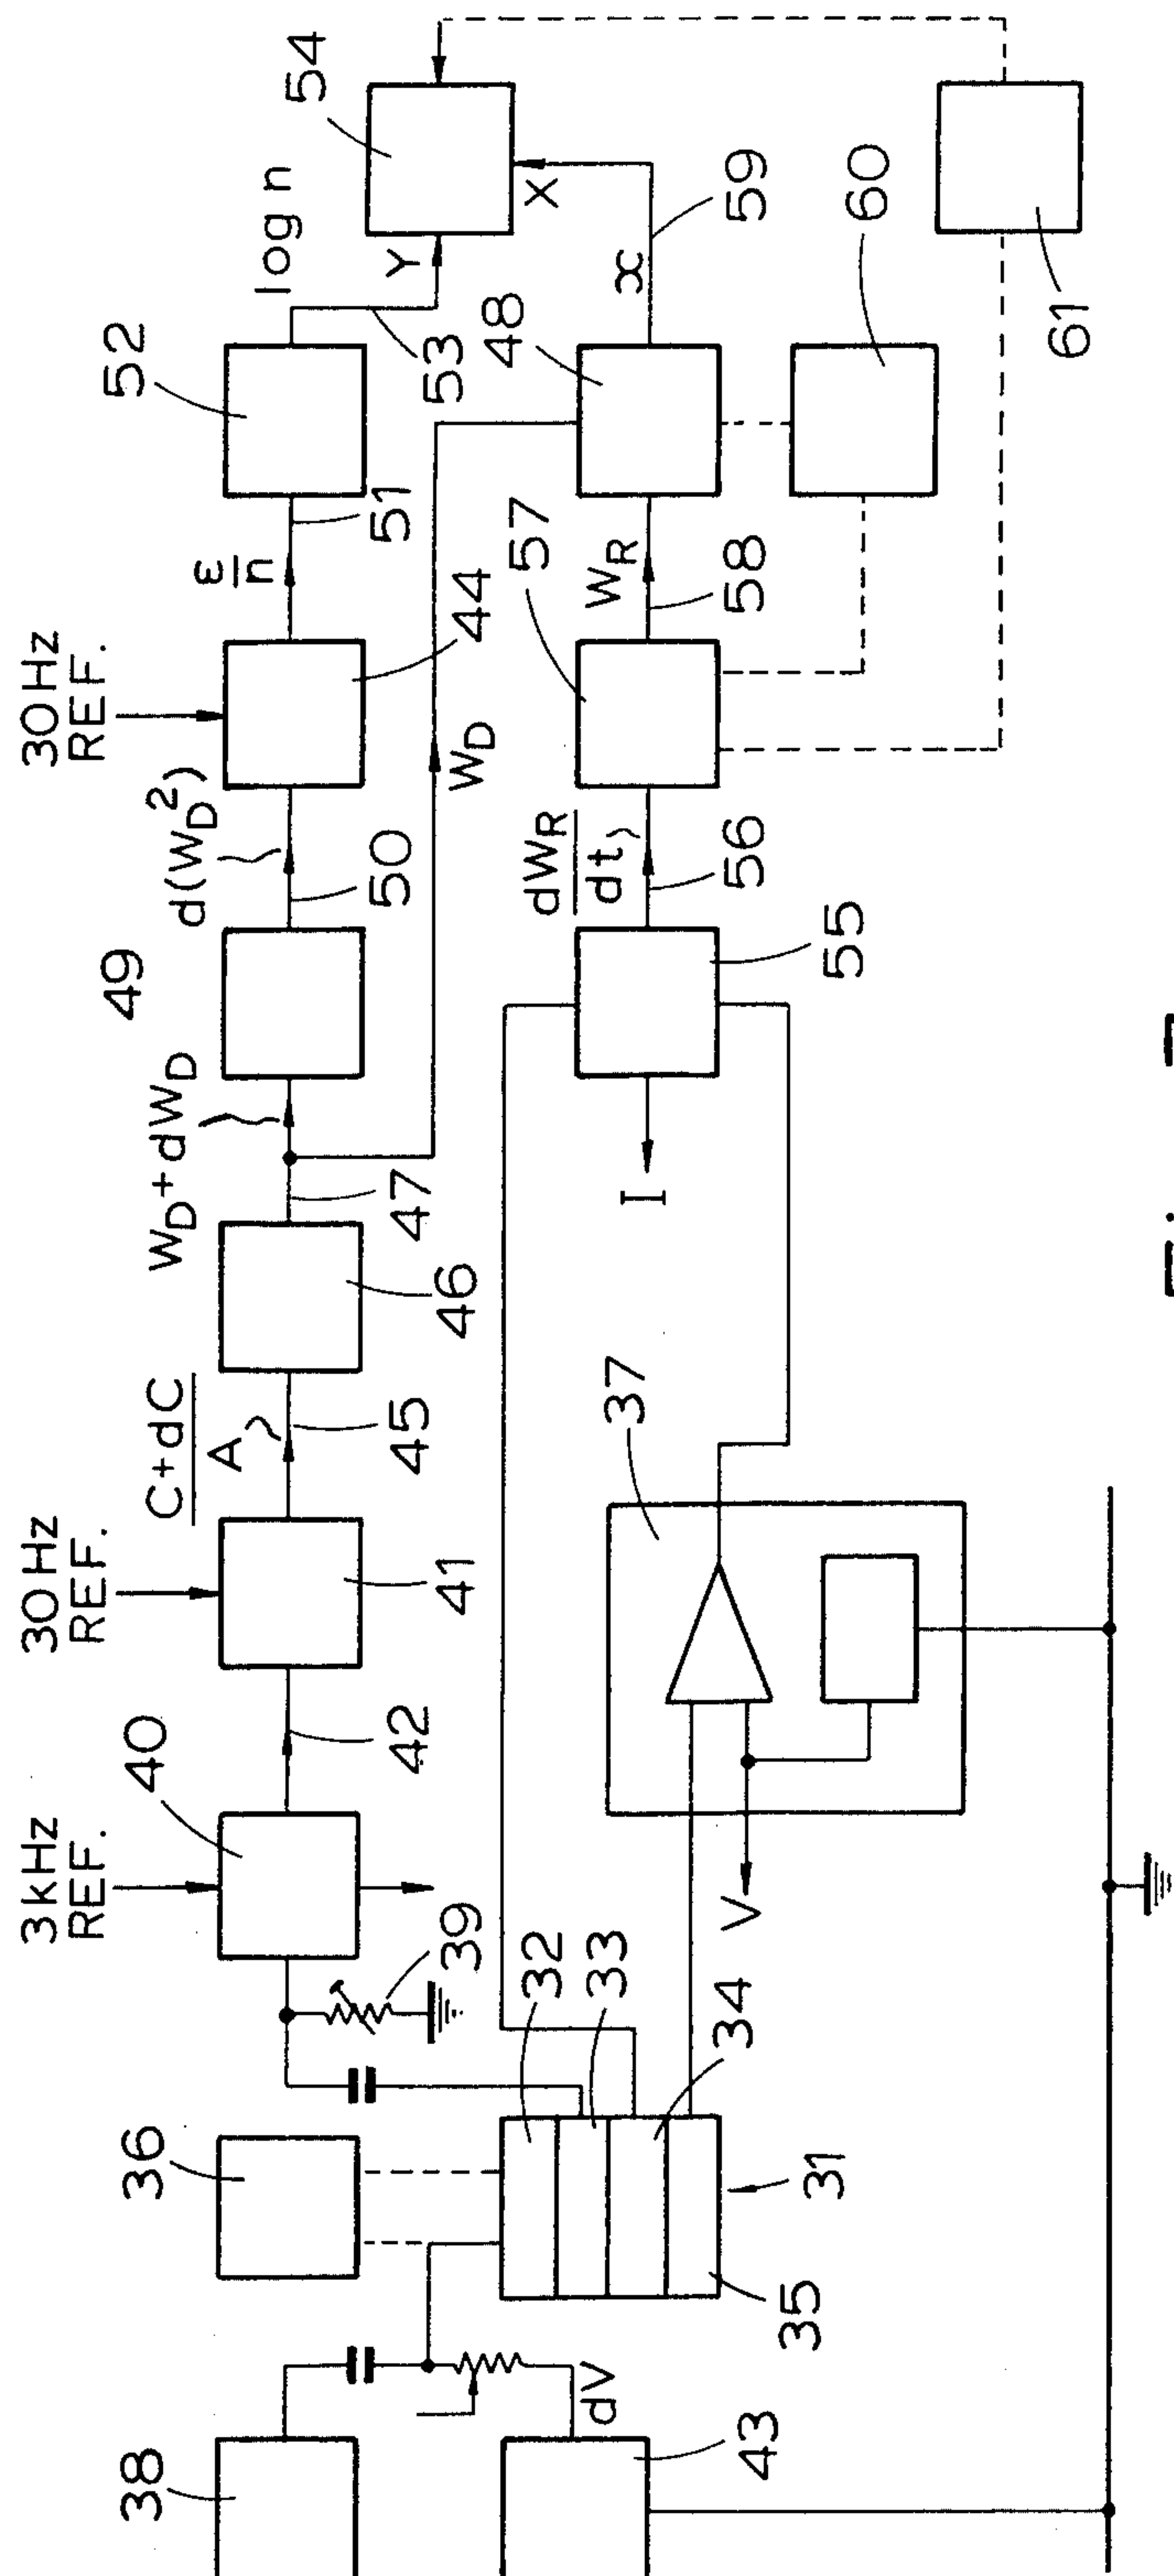 38
36
3kHz
REF.
40
42
30Hz
REF.
41
C+dC
A
45
46
47
W_D+dW_D
49
50
d(W_D²)
30Hz
REF.
44
ε
n
51
52
53
log n
54
Y
X
dV
43
35
31
34
33
32
39
V
37
I
55
56
dW_R
dt
W_D
57
58
W_R
48
x
59
60
61